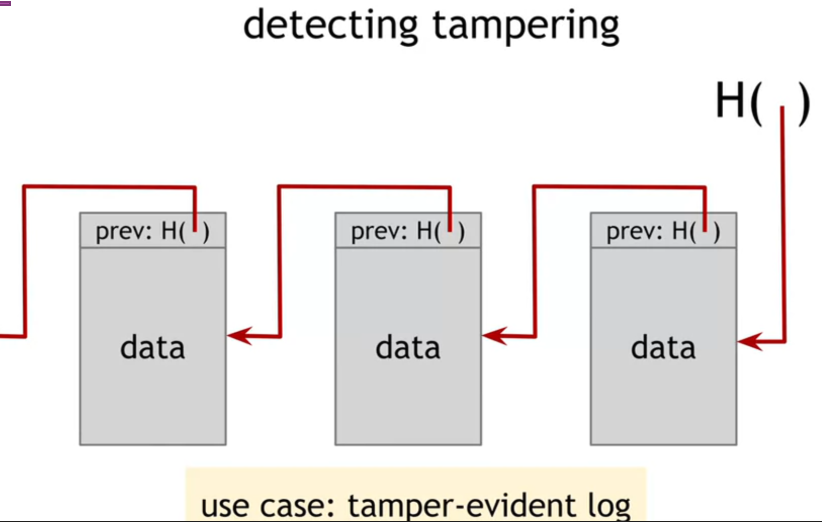 detecting tampering
H( )
prev: H( )
prev: H( )
prev: H( )
data
data
data
use case: tamper-evident log